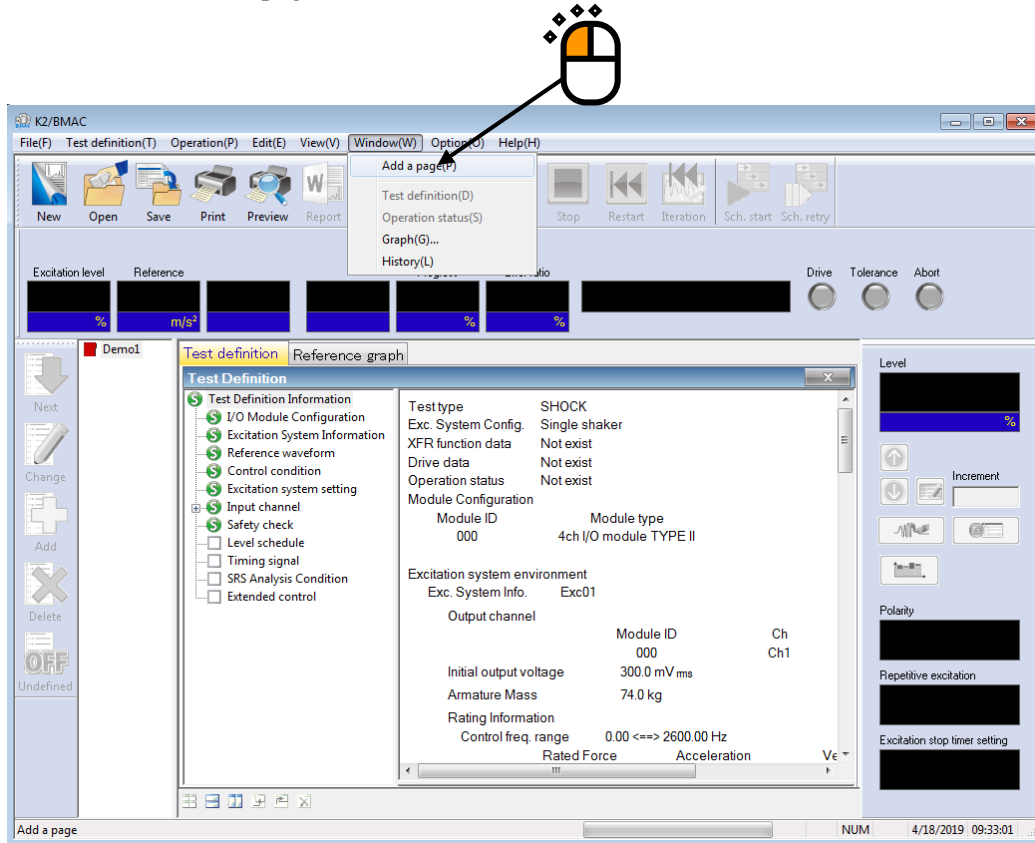 K2/BMAC
File(F) Test definition(T) Operation(P) Edit(E) View(V) Window(W) Option(O) Help(H)
Add a page(P)
Test definition(D)
Operation status(S)
Graph(G)...
History(L)
New Open Save Print Preview Report Stop Restart Iteration Sch. start Sch. retry
Excitation level Reference Drive Tolerance Abort
% m/s² % %
Demo1
Test definition Reference graph
Test Definition
Test Definition Information
I/O Module Configuration
Excitation System Information
Reference waveform
Control condition
Excitation system setting
Input channel
Safety check
Level schedule
Timing signal
SRS Analysis Condition
Extended control
Test type SHOCK
Exc. System Config. Single shaker
XFR function data Not exist
Drive data Not exist
Operation status Not exist
Module Configuration
Module ID Module type
000 4ch I/O module TYPE II
Excitation system environment
Exc. System Info. Exc01
Output channel
Module ID Ch
000 Ch1
Initial output voltage 300.0 mV rms
Armature Mass 74.0 kg
Rating Information
Control freq. range 0.00 <==> 2600.00 Hz
Rated Force Acceleration Ve
Next
Change
Add
Delete
OFF
Undefined
Level
%
Increment
Polarity
Repetitive excitation
Excitation stop timer setting
Add a page NUM 4/18/2019 09:33:01